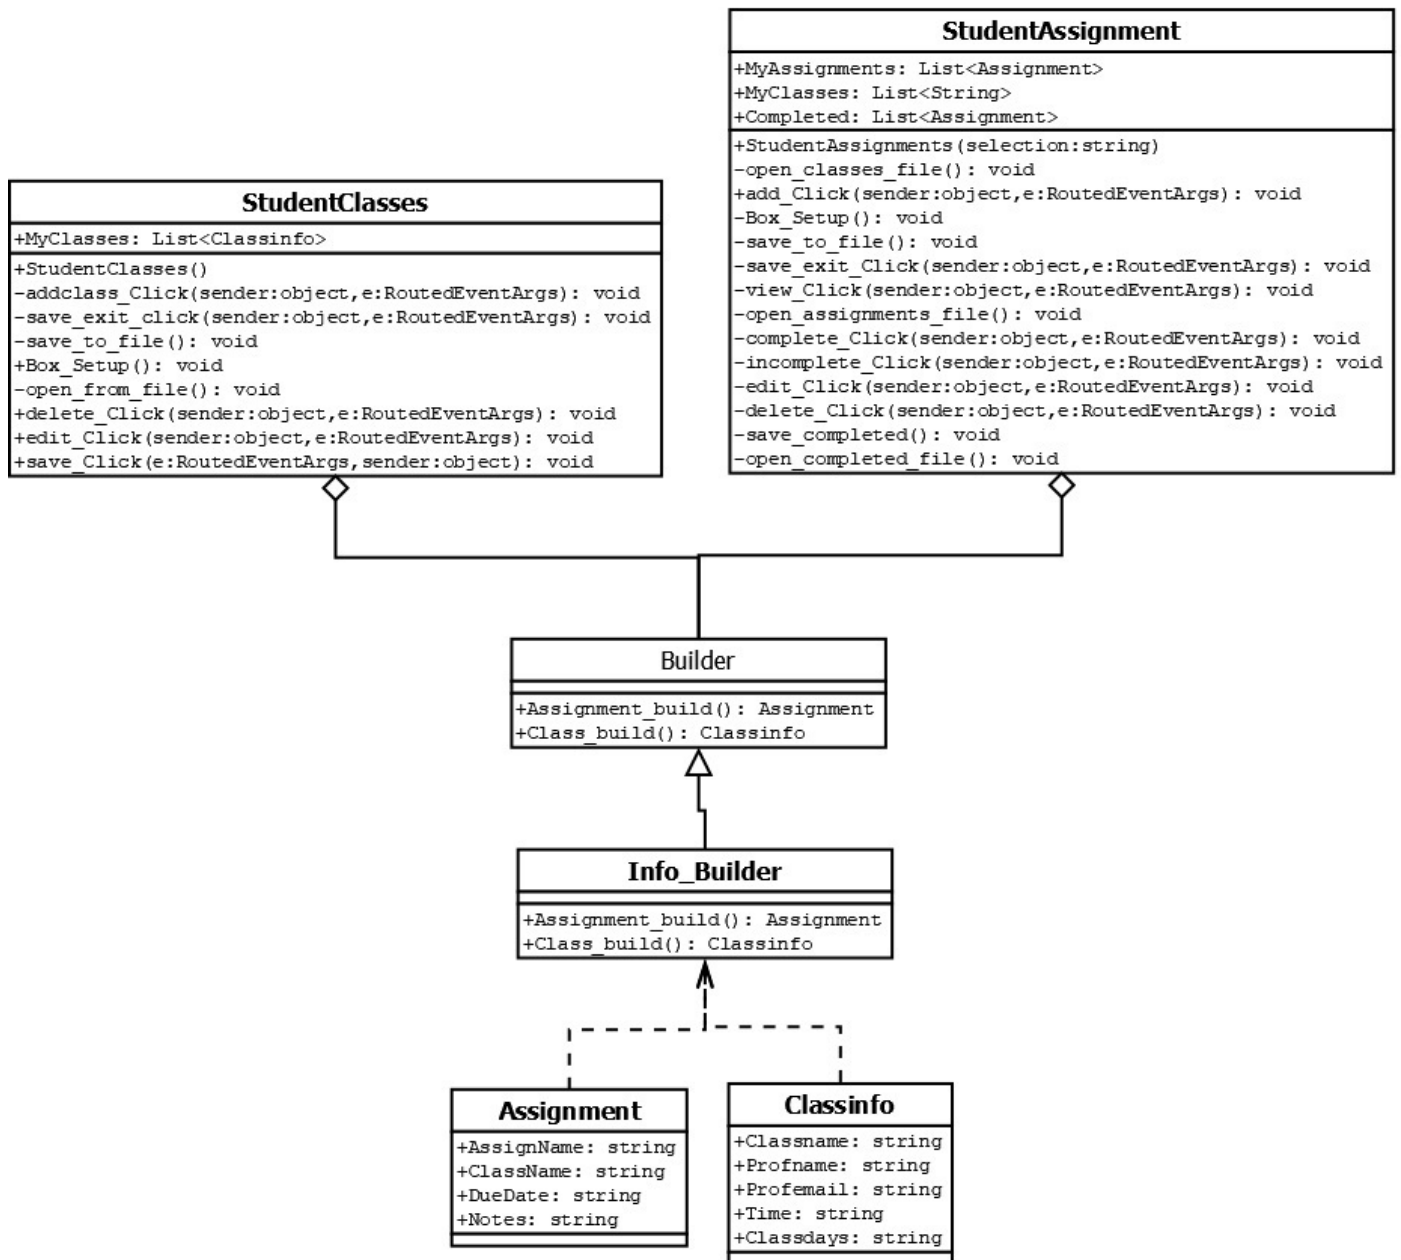 StudentAssignment
+MyAssignments: List<Assignment>
+MyClasses: List<String>
+Completed: List<Assignment>
+StudentAssignments(selection:string)
-open_classes_file(): void
+add_Click(sender:object,e:RoutedEventArgs): void
-Box_Setup(): void
-save_to_file(): void
-save_exit_Click(sender:object,e:RoutedEventArgs): void
-view_Click(sender:object,e:RoutedEventArgs): void
-open_assignments_file(): void
-complete_Click(sender:object,e:RoutedEventArgs): void
-incomplete_Click(sender:object,e:RoutedEventArgs): void
-edit_Click(sender:object,e:RoutedEventArgs): void
-delete_Click(sender:object,e:RoutedEventArgs): void
-save_completed(): void
-open_completed_file(): void
StudentClasses
+MyClasses: List<Classinfo>
+StudentClasses()
-addclass_Click(sender:object,e:RoutedEventArgs): void
-save_exit_click(sender:object,e:RoutedEventArgs): void
-save_to_file(): void
+Box_Setup(): void
-open_from_file(): void
+delete_Click(sender:object,e:RoutedEventArgs): void
+edit_Click(sender:object,e:RoutedEventArgs): void
+save_Click(e:RoutedEventArgs,sender:object): void
Builder
+Assignment_build(): Assignment
+Class_build(): Classinfo
Info_Builder
+Assignment_build(): Assignment
+Class_build(): Classinfo
Assignment
+AssignName: string
+ClassName: string
+DueDate: string
+Notes: string
Classinfo
+Classname: string
+Profname: string
+Profemail: string
+Time: string
+Classdays: string